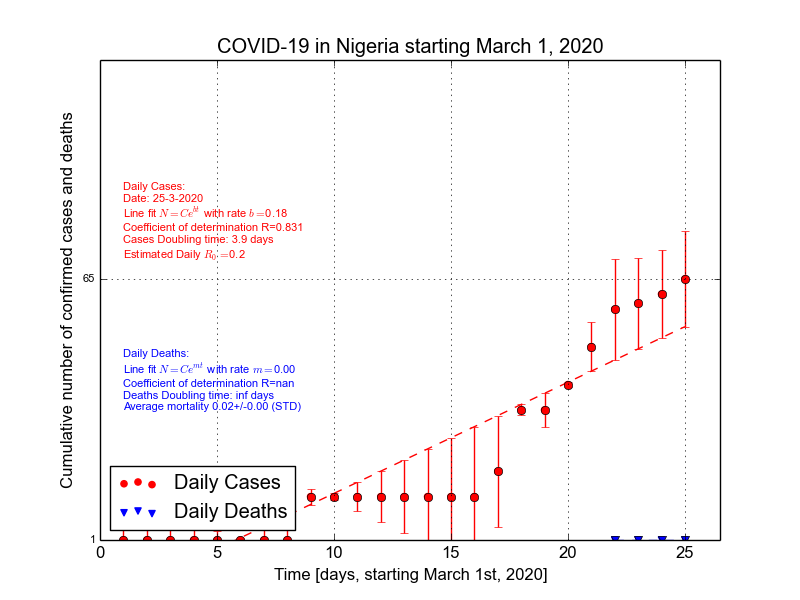 COVID-19 in Nigeria starting March 1, 2020
Cumulative number of confirmed cases and deaths
Daily Cases:
Date: 25-3-2020
Line fit N = Ce^{bt} with rate b =0.18
Coefficient of determination R=0.831
Cases Doubling time: 3.9 days
Estimated Daily R_0 =0.2
65
Daily Deaths:
Line fit N = Ce^{mt} with rate m =0.00
Coefficient of determination R=nan
Deaths Doubling time: inf days
Average mortality 0.02+/-0.00 (STD)
Daily Cases
Daily Deaths
1
0 5 10 15 20 25
Time [days, starting March 1st, 2020]